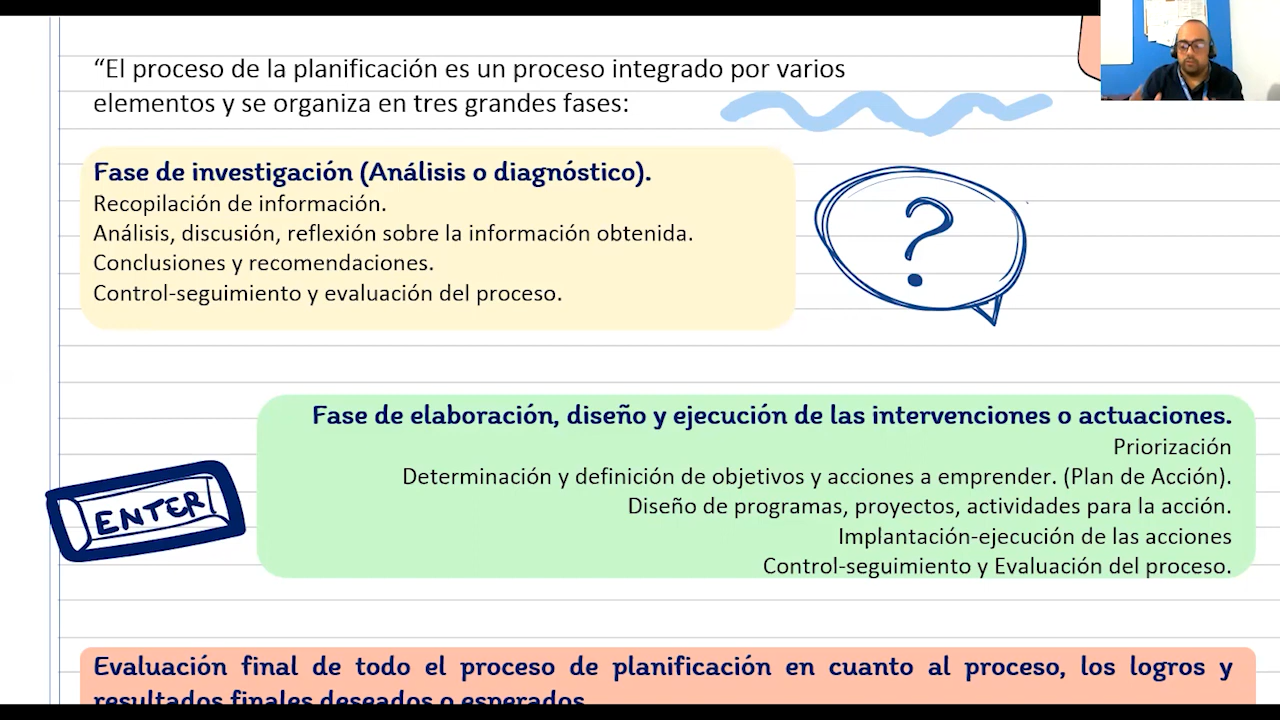 “El proceso de la planificación es un proceso integrado por varios
elementos y se organiza en tres grandes fases:
Fase de investigación (Análisis o diagnóstico).
Recopilación de información.
Análisis, discusión, reflexión sobre la información obtenida.
Conclusiones y recomendaciones.
Control-seguimiento y evaluación del proceso.
?
Fase de elaboración, diseño y ejecución de las intervenciones o actuaciones.
Priorización
Determinación y definición de objetivos y acciones a emprender. (Plan de Acción).
Diseño de programas, proyectos, actividades para la acción.
Implantación-ejecución de las acciones
Control-seguimiento y Evaluación del proceso.
ENTER
Evaluación final de todo el proceso de planificación en cuanto al proceso, los logros y
resultados finales deseados o esperados